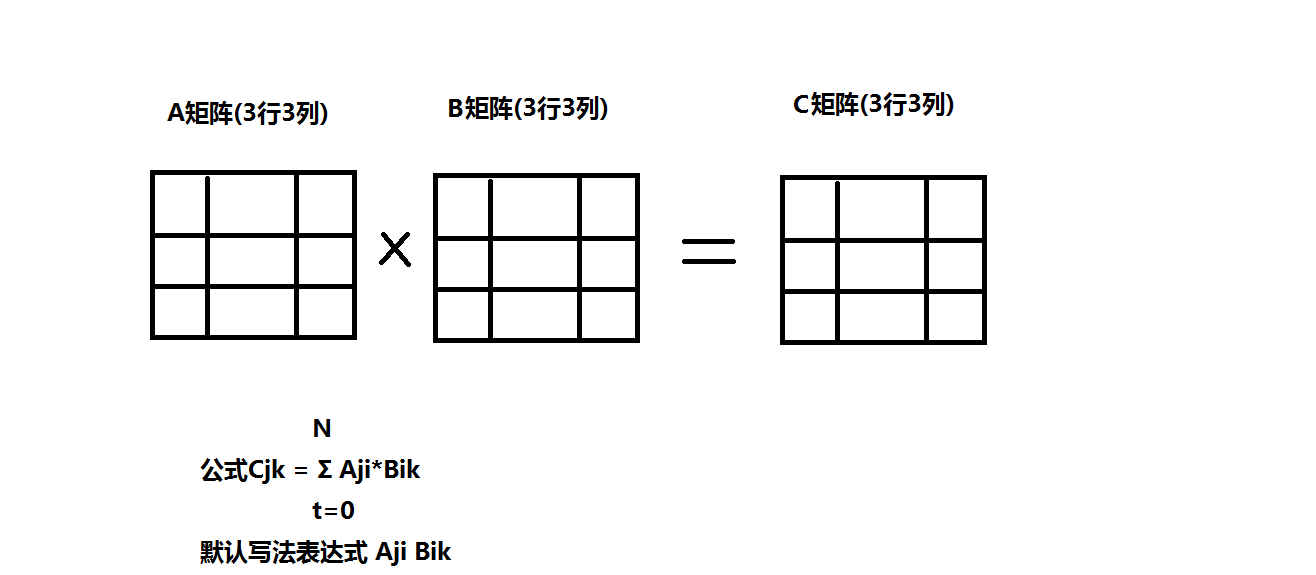 A矩阵(3行3列)
B矩阵(3行3列)
C矩阵(3行3列)
×
=
N
公式Cjk = Σ Aji*Bik
t=0
默认写法表达式 Aji Bik